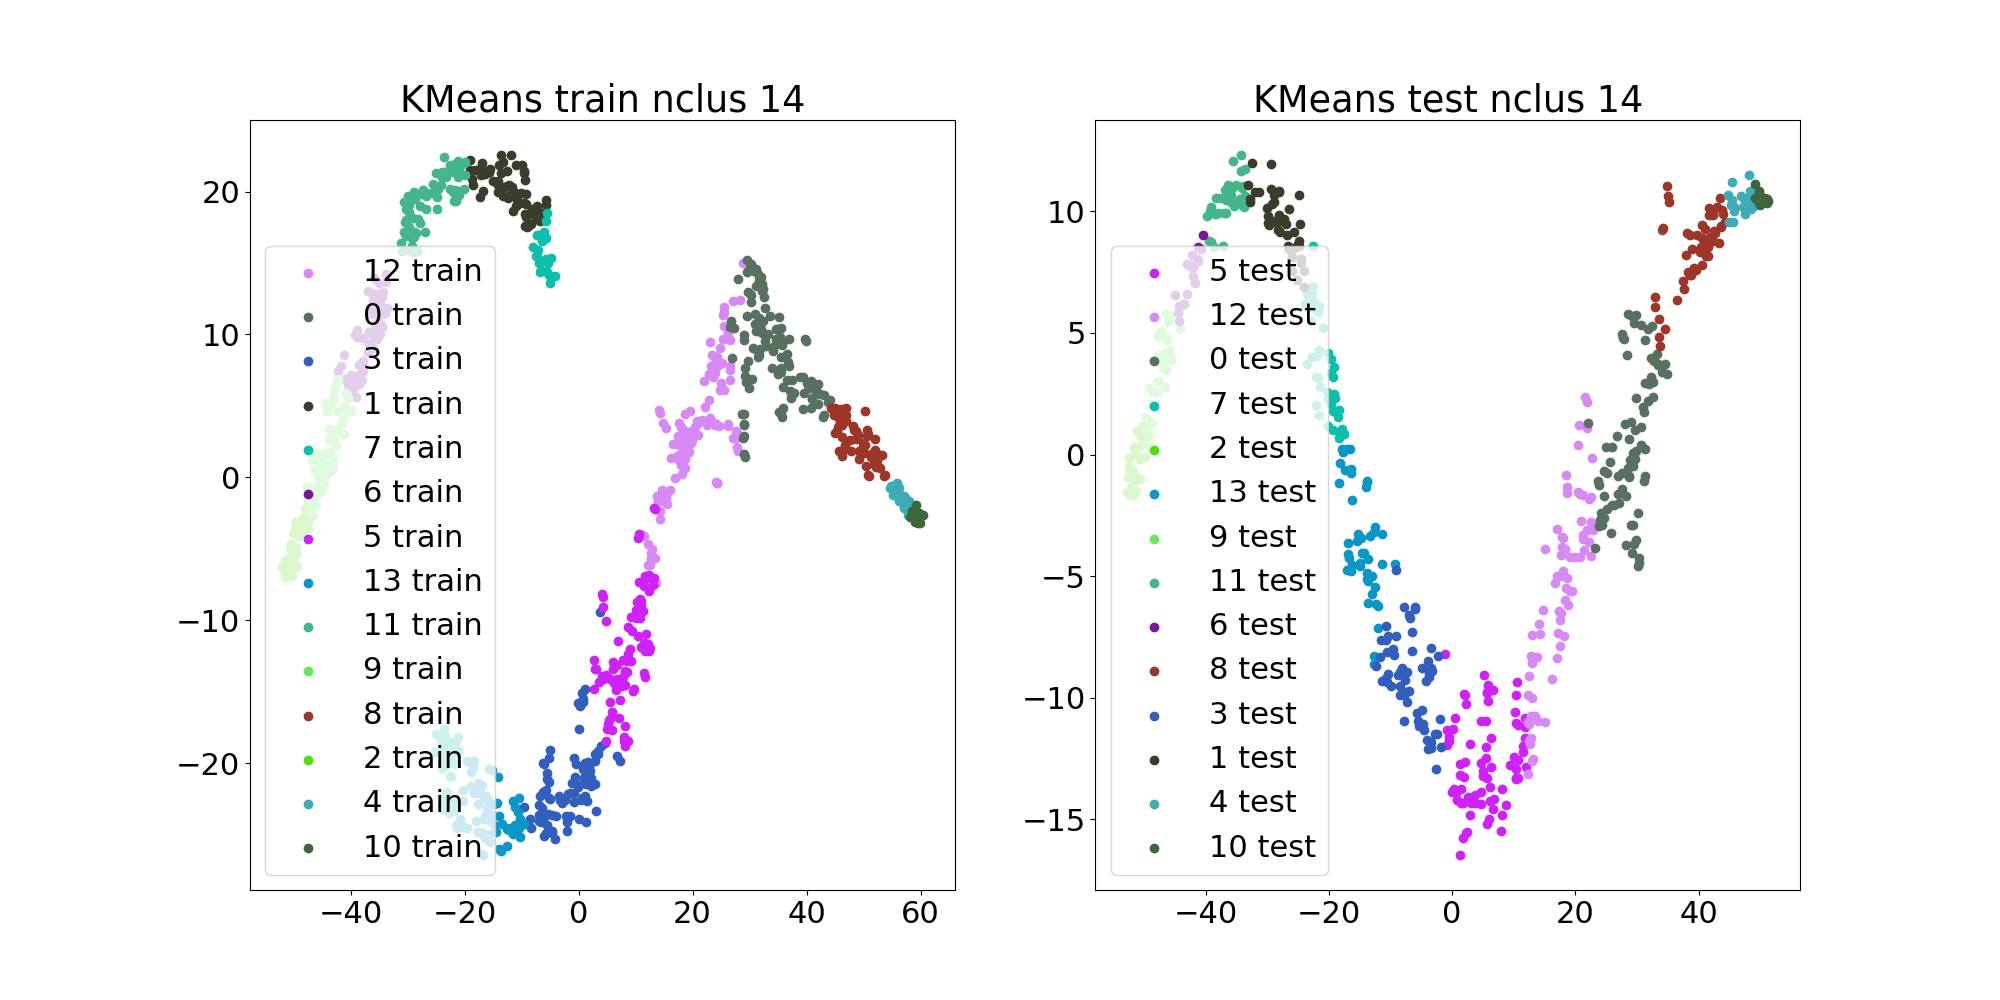 KMeans train nclus 14
20
10
0
−10
−20
−40
−20
0
20
40
60
12 train
0 train
3 train
1 train
7 train
6 train
5 train
13 train
11 train
9 train
8 train
2 train
4 train
10 train
KMeans test nclus 14
10
5
0
−5
−10
−15
−40
−20
0
20
40
5 test
12 test
0 test
7 test
2 test
13 test
9 test
11 test
6 test
8 test
3 test
1 test
4 test
10 test